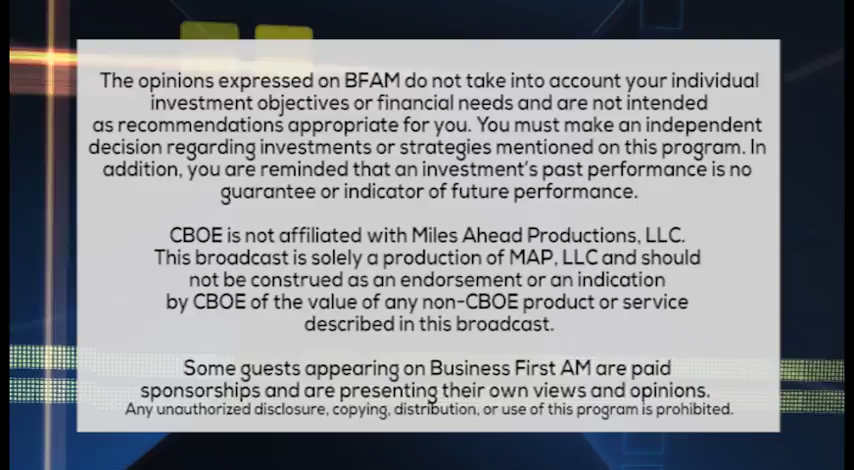 The opinions expressed on BFAM do not take into account your individual
investment objectives or financial needs and are not intended
as recommendations appropriate for you. You must make an independent
decision regarding investments or strategies mentioned on this program. In
addition, you are reminded that an investment's past performance is no
guarantee or indicator of future performance.
CBOE is not affiliated with Miles Ahead Productions, LLC.
This broadcast is solely a production of MAP, LLC and should
not be construed as an endorsement or an indication
by CBOE of the value of any non-CBOE product or service
described in this broadcast.
Some guests appearing on Business First AM are paid
sponsorships and are presenting their own views and opinions.
Any unauthorized disclosure, copying, distribution, or use of this program is prohibited.